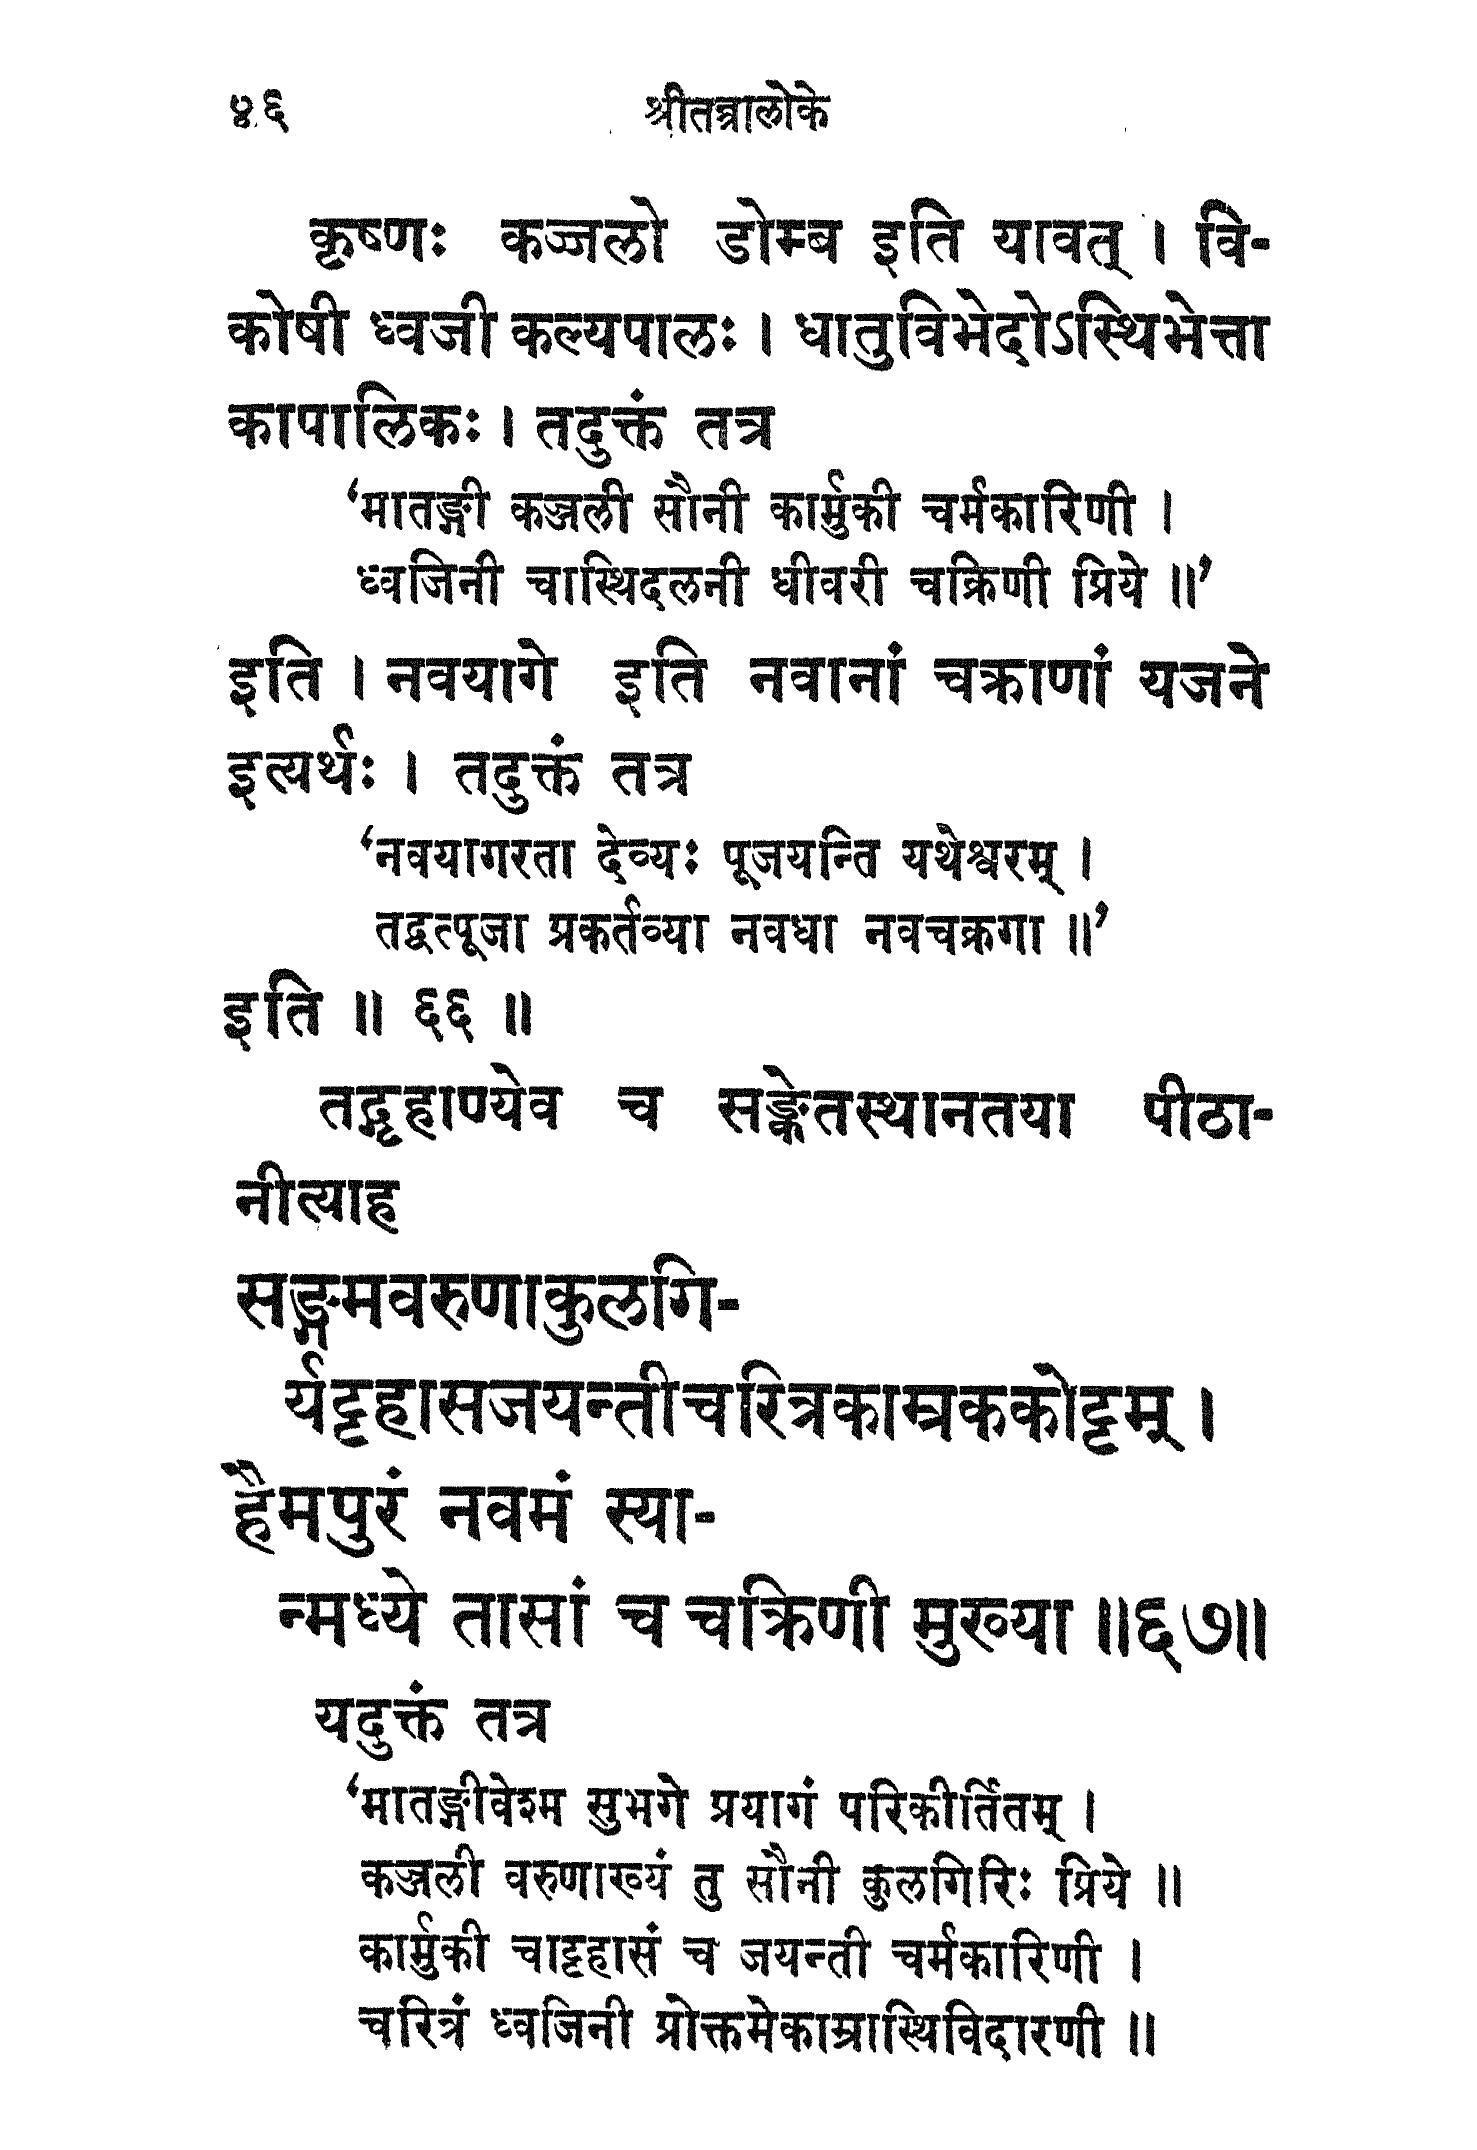 ४६ श्रीतन्त्रालोके
कृष्णः कज्जलो डोम्ब इति यावत् । वि-
कोषी ध्वजी कल्यपालः । धातुविभेदोऽस्थिभेत्ता
कापालिकः । तदुक्तं तत्र
‘मातङ्गी कज्जली सौनी कार्मुकी चर्मकारिणी ।
ध्वजिनी चास्थिदलनी धीवरी चक्रिणी प्रिये ॥’
इति । नवयागे इति नवानां चक्राणां यजने
इत्यर्थः । तदुक्तं तत्र
‘नवयागरता देव्यः पूजयन्ति यथेश्वरम् ।
तद्वत्पूजा प्रकर्तव्या नवधा नवचक्रगा ॥’
इति ॥ ६६ ॥
तद्गृहाण्येव च सङ्केतस्थानतया पीठा-
नीत्याह
सङ्गमवरुणाकुलगि-
र्यट्टहासजयन्तीचरित्रकाम्रककोट्टम् ।
हैमपुरं नवमं स्या-
न्मध्ये तासां च चक्रिणी मुख्या ॥६७॥
यदुक्तं तत्र
‘मातङ्गीवेश्म सुभगे प्रयागं परिकीर्तितम् ।
कज्जली वरुणाख्यं तु सौनी कुलगिरिः प्रिये ॥
कार्मुकी चाट्टहासं च जयन्ती चर्मकारिणी ।
चरित्रं ध्वजिनी प्रोक्तमेकाम्रास्थिविदारणी ॥